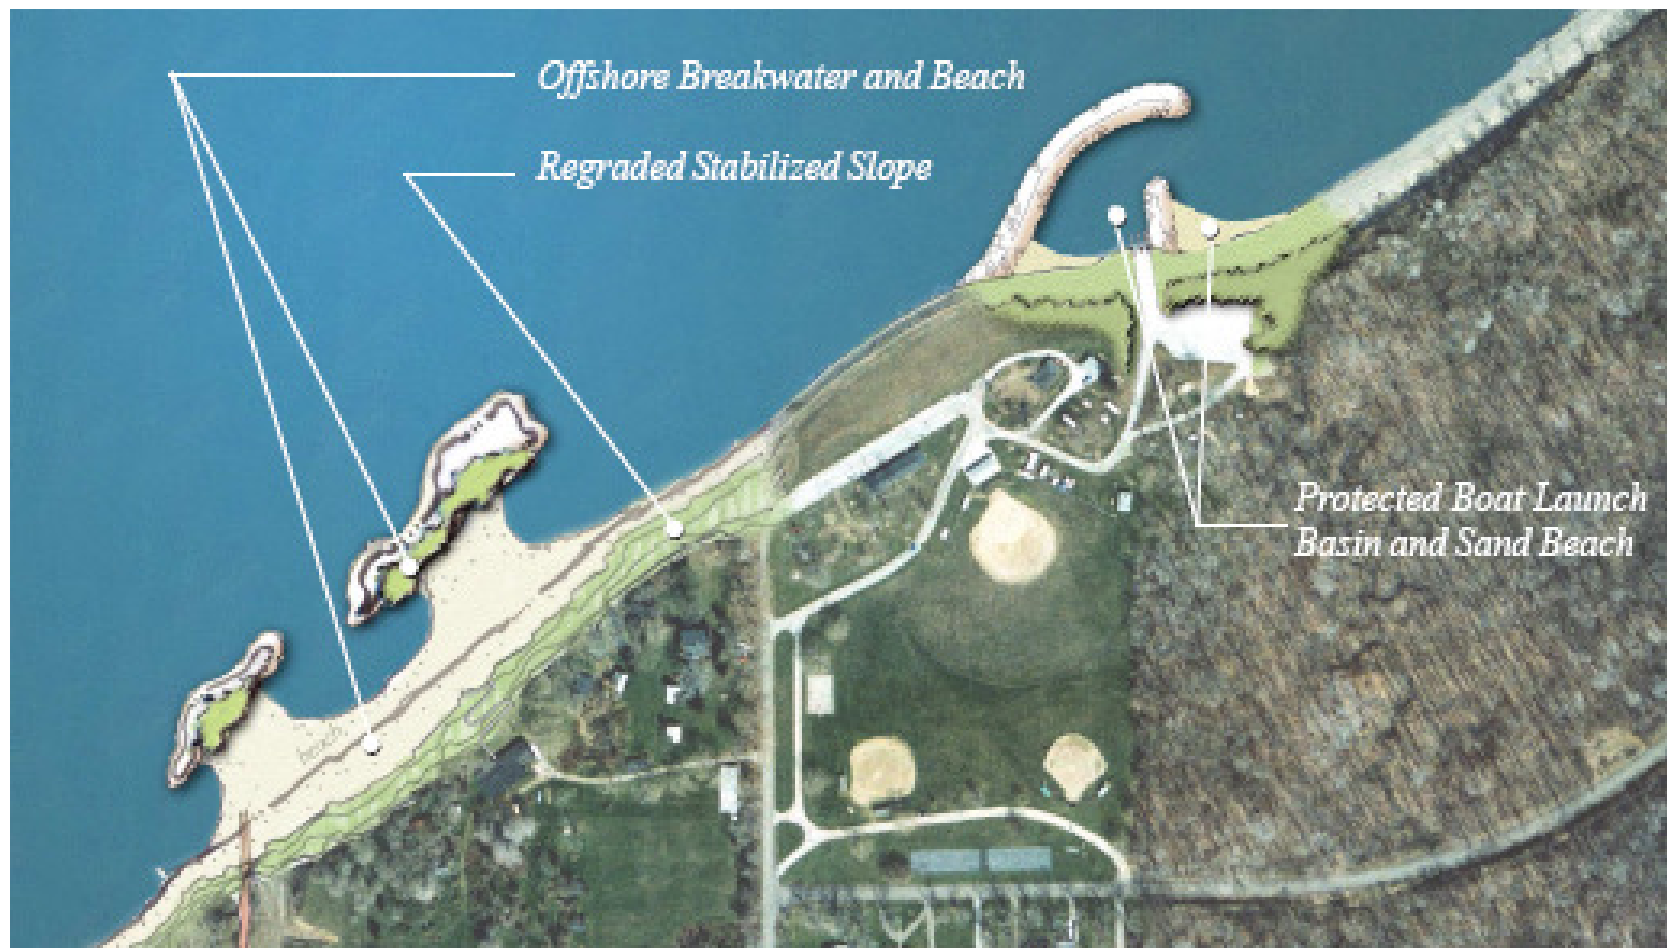 Offshore Breakwater and Beach
Regraded Stabilized Slope
Protected Boat Launch
Basin and Sand Beach
beach